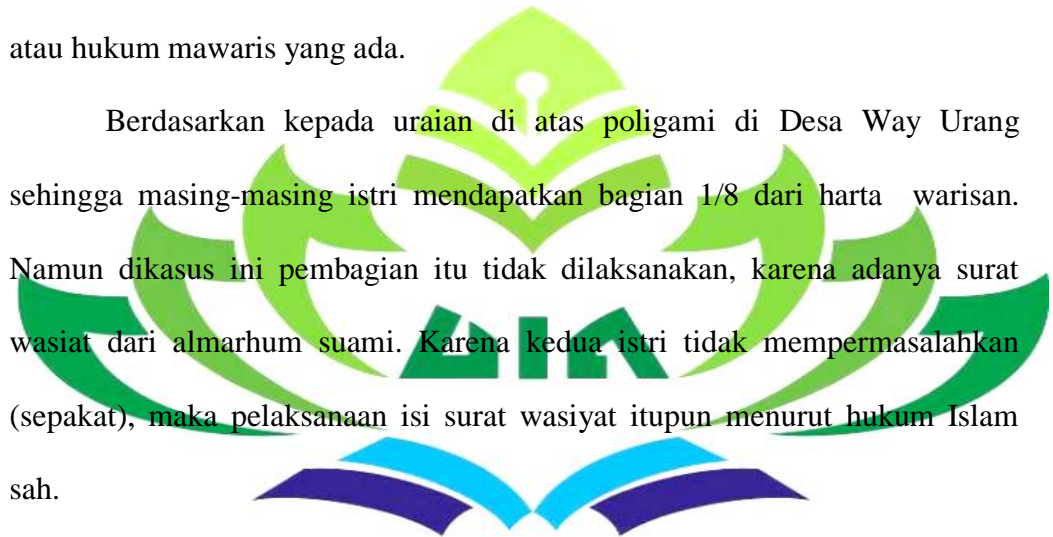 atau hukum mawaris yang ada.
Berdasarkan kepada uraian di atas poligami di Desa Way Urang
sehingga masing-masing istri mendapatkan bagian 1/8 dari harta warisan.
Namun dikasus ini pembagian itu tidak dilaksanakan, karena adanya surat
wasiat dari almarhum suami. Karena kedua istri tidak mempermasalahkan
(sepakat), maka pelaksanaan isi surat wasiyat itupun menurut hukum Islam
sah.